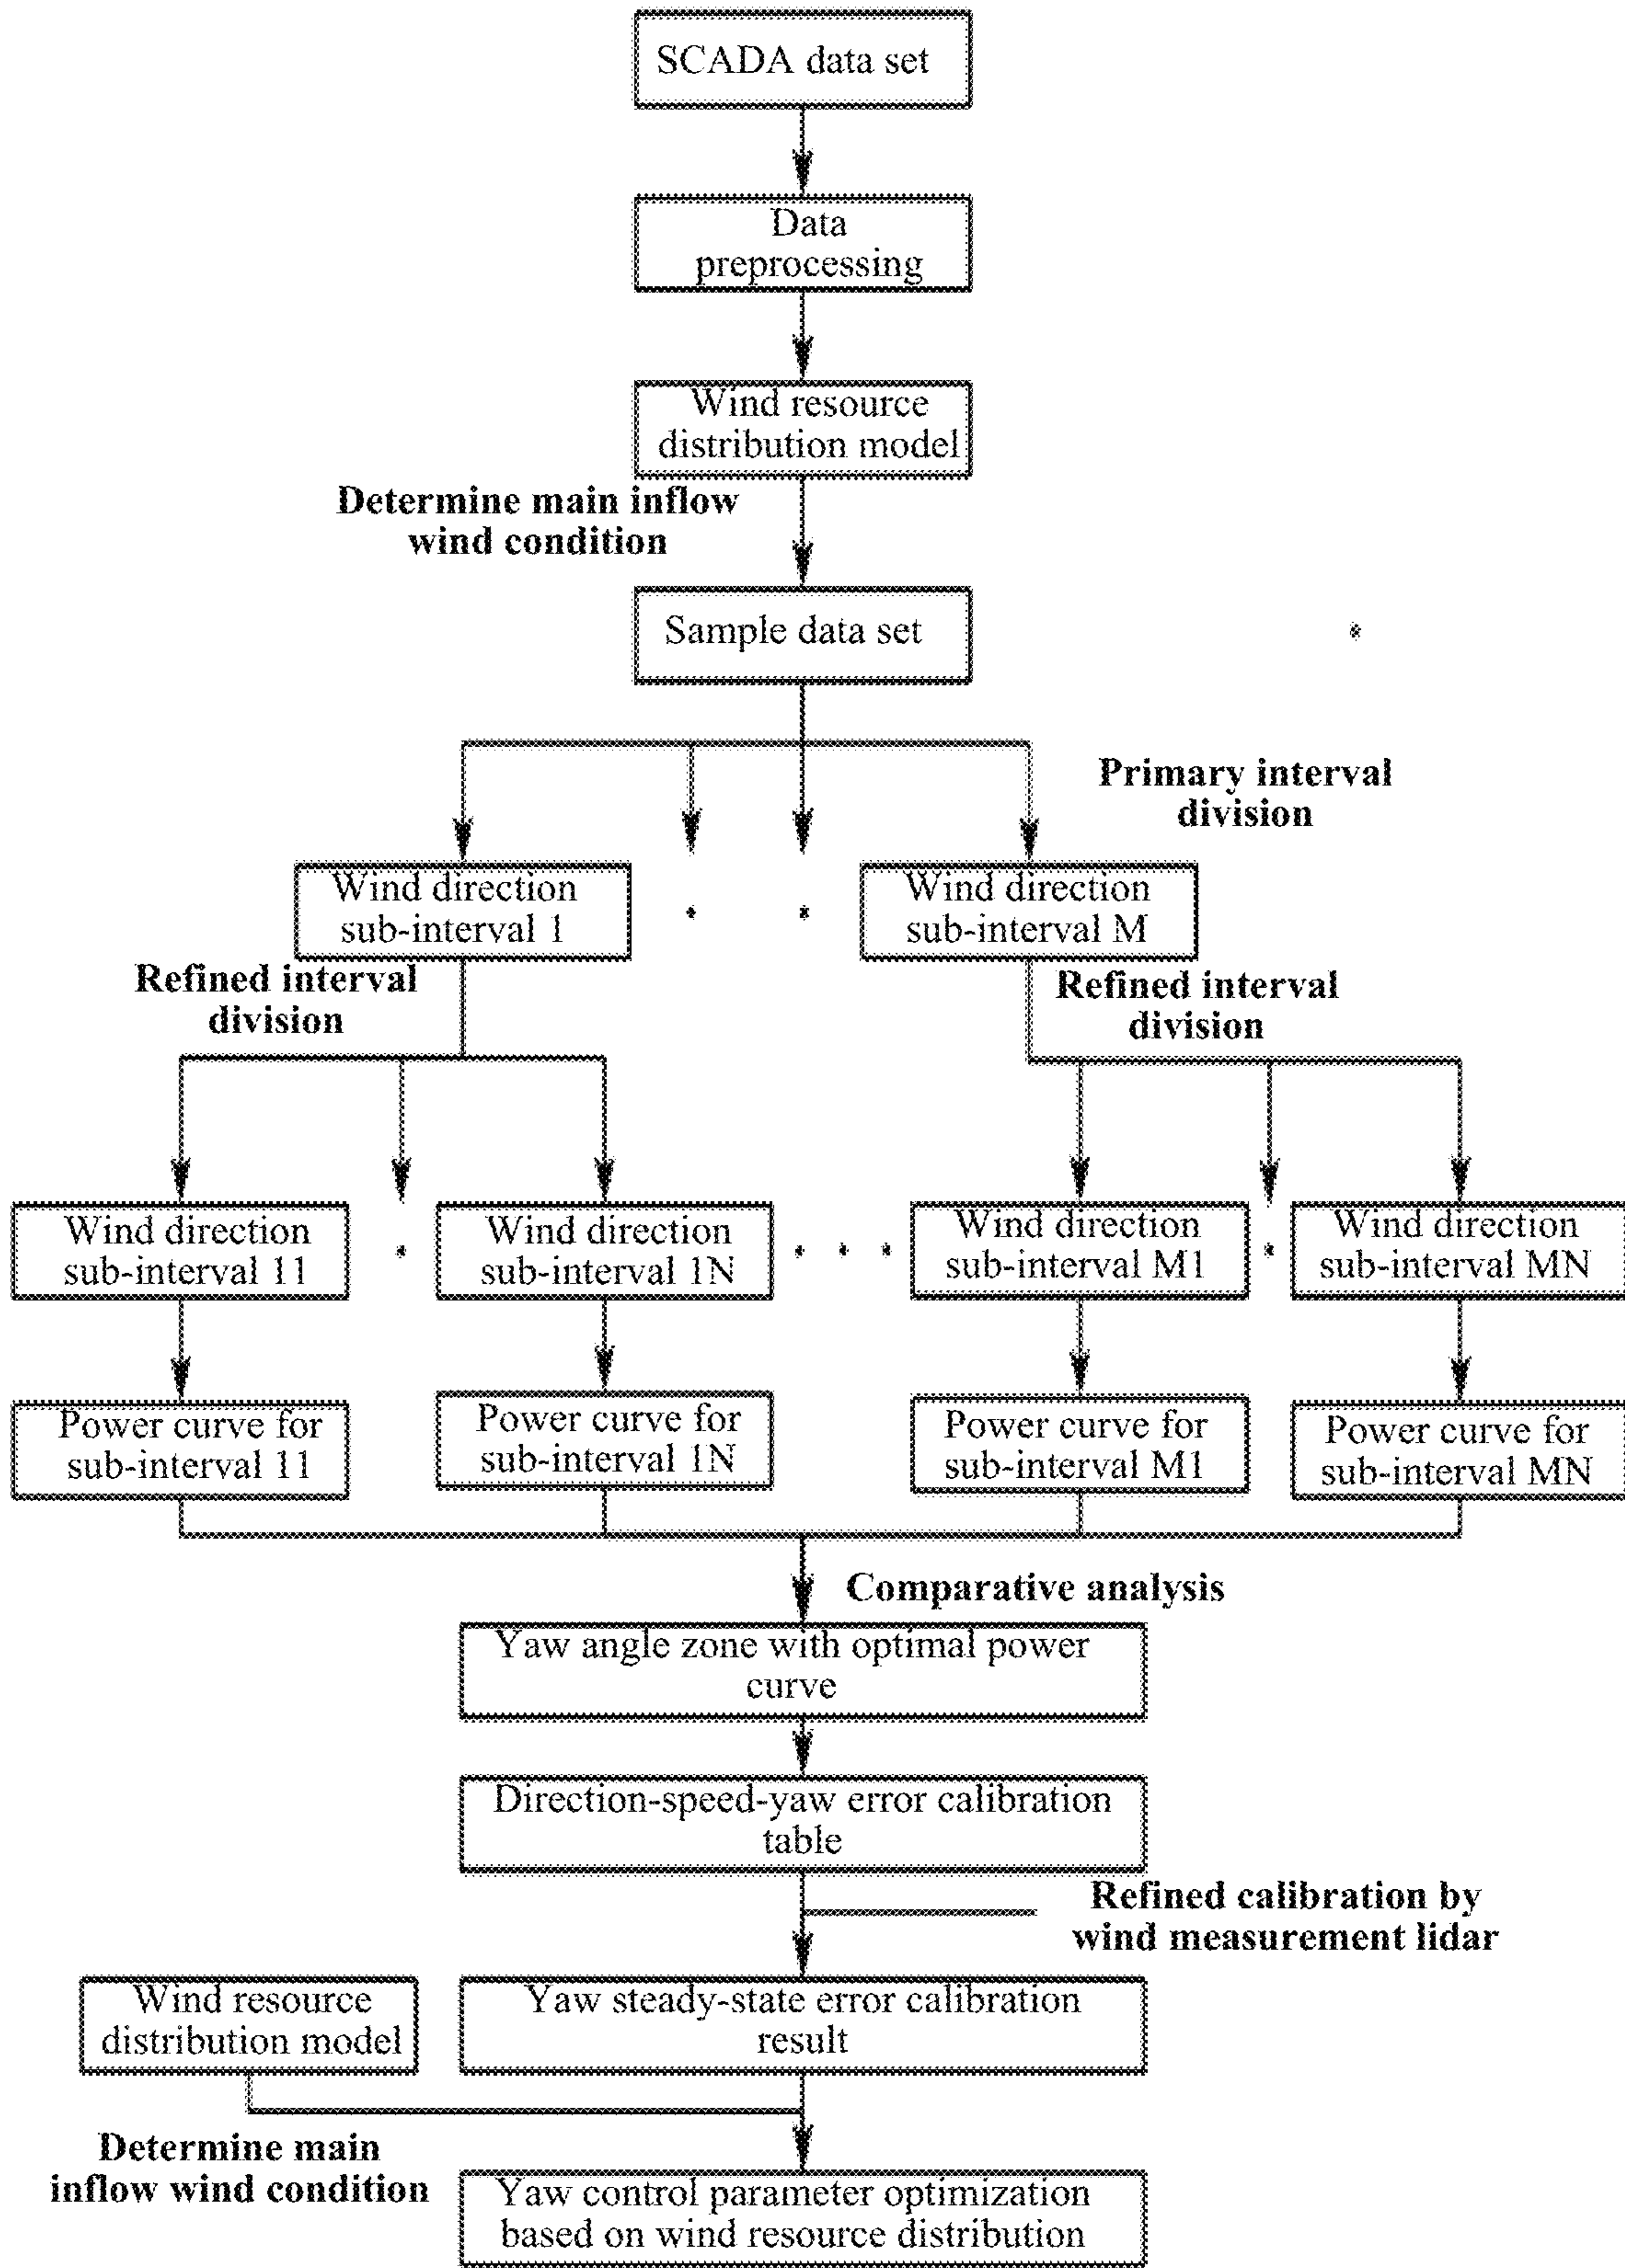 SCADA data set
Data
preprocessing
Wind resource
distribution model
Determine main inflow
wind condition
Sample data set
Primary interval
division
Wind direction
sub-interval 1
Wind direction
sub-interval M
Refined interval
division
Refined interval
division
Wind direction
sub-interval 11
Wind direction
sub-interval 1N
Wind direction
sub-interval M1
Wind direction
sub-interval MN
Power curve for
sub-interval 11
Power curve for
sub-interval 1N
Power curve for
sub-interval M1
Power curve for
sub-interval MN
Comparative analysis
Yaw angle zone with optimal power
curve
Direction-speed-yaw error calibration
table
Refined calibration by
wind measurement lidar
Wind resource
distribution model
Yaw steady-state error calibration
result
Determine main
inflow wind condition
Yaw control parameter optimization
based on wind resource distribution